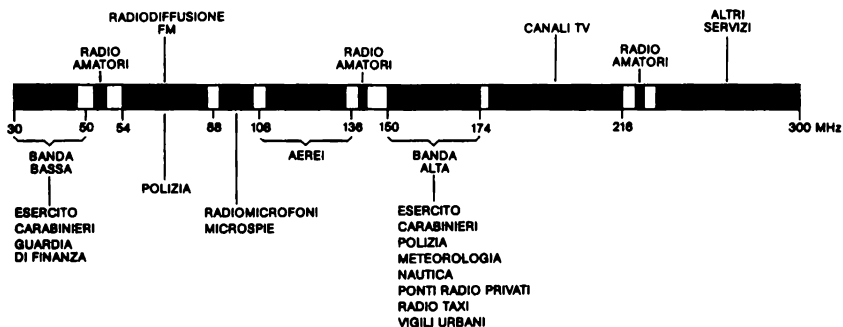 RADIODIFFUSIONE
FM
CANALI TV
ALTRI
SERVIZI
RADIO
AMATORI
RADIO
AMATORI
RADIO
AMATORI
30
50
54
88
108
136
150
174
216
300 MHz
BANDA
BASSA
POLIZIA
AEREI
BANDA
ALTA
ESERCITO
CARABINIERI
GUARDIA
DI FINANZA
RADIOMICROFONI
MICROSPIE
ESERCITO
CARABINIERI
POLIZIA
METEOROLOGIA
NAUTICA
PONTI RADIO PRIVATI
RADIO TAXI
VIGILI URBANI